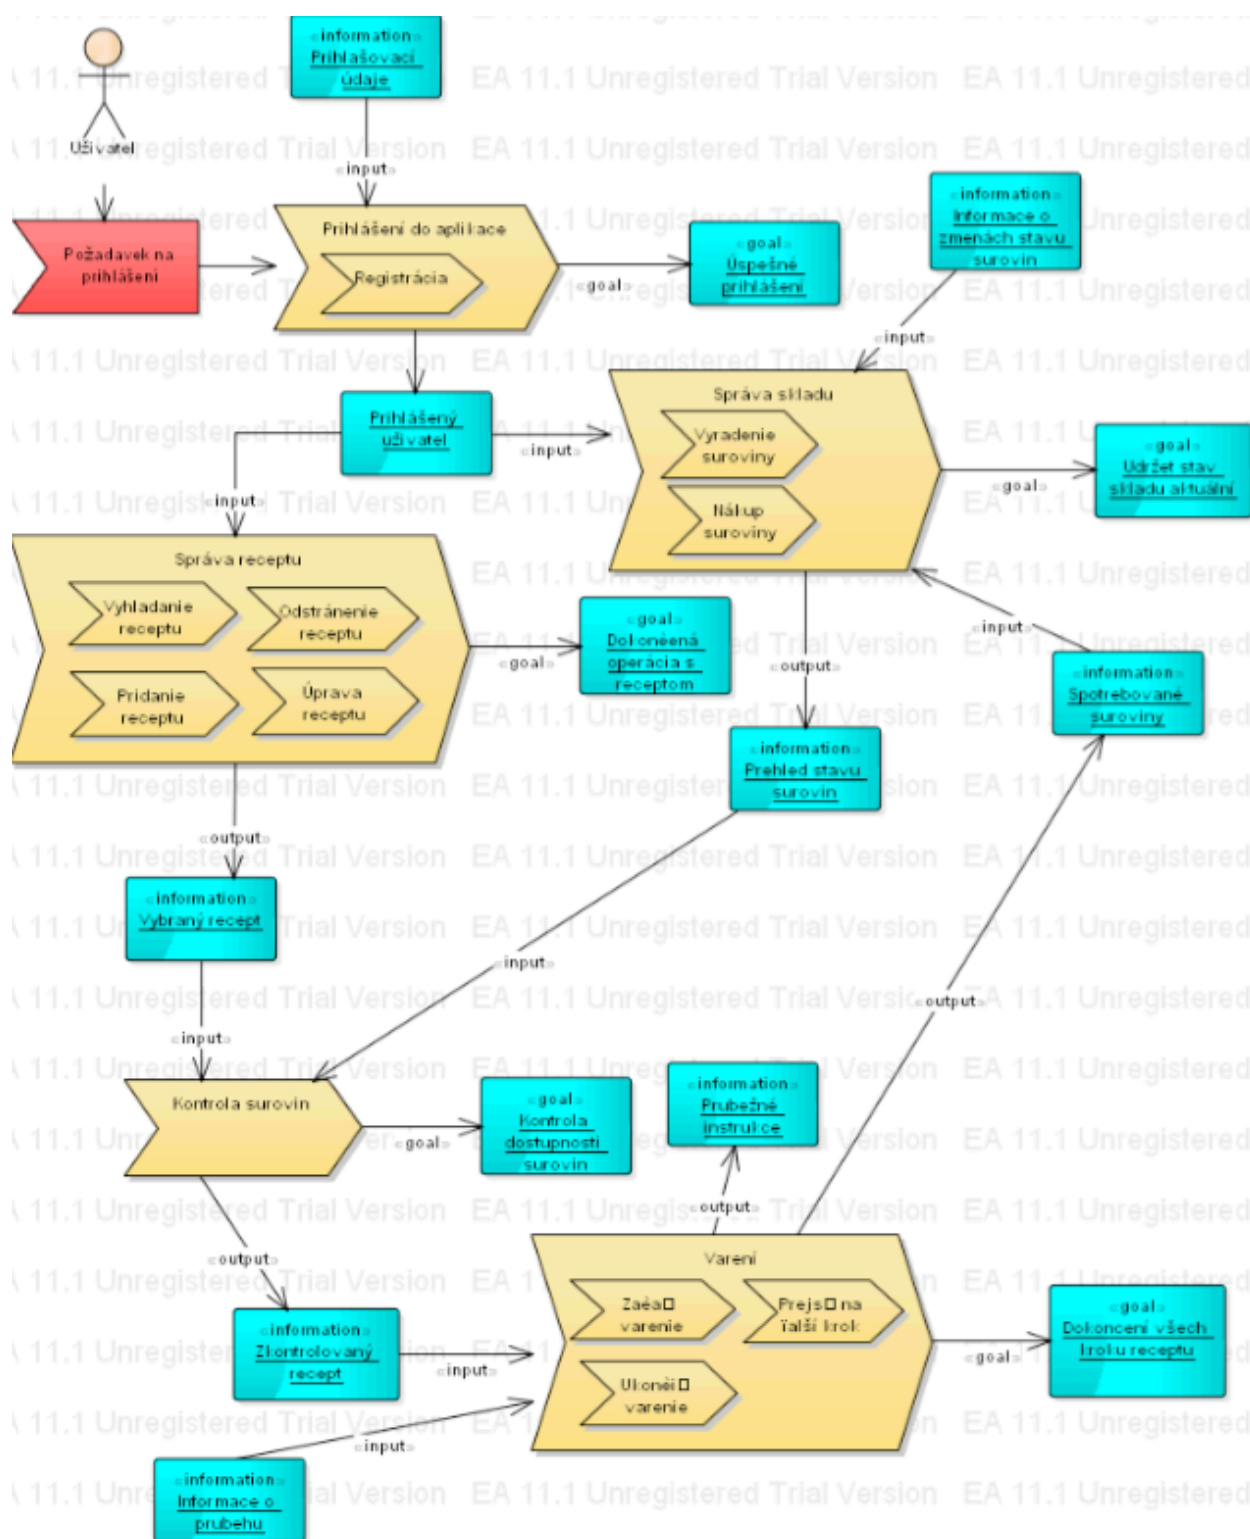 «information»
Prihlašovací
údaje
Uživatel
«input»
Požadavek na
prihlášení
Prihlášení do aplikace
Registrácia
«goal»
Úspešné
prihlášení
«goal»
«information»
Informace o
zmenách stavu
surovin
«input»
Prihlášený
uživatel
«input»
«input»
Správa skladu
Vyradenie
suroviny
Nákup
suroviny
«goal»
«goal»
Udržet stav
skladu aktuální
Správa receptu
Vyhladanie
receptu
Odstránenie
receptu
Pridanie
receptu
Úprava
receptu
«goal»
«goal»
Dokonéená
operácia s
receptom
«output»
«input»
«information»
Spotrebované
suroviny
«information»
Prehled stavu
surovin
«output»
«information»
Vybraný recept
«input»
«output»
«input»
Kontrola surovin
«goal»
«goal»
Kontrola
dostupnosti
surovin
«information»
Prubežné
instrukce
«output»
«output»
Varení
Zaéa□
varenie
Prejs□ na
ïalší krok
Ukonéi□
varenie
«goal»
«goal»
Dokoncení všech
kroku receptu
«information»
Zkontrolovaný
recept
«input»
«input»
«information»
Informace o
prubehu
EA 11.1 Unregistered Trial Version